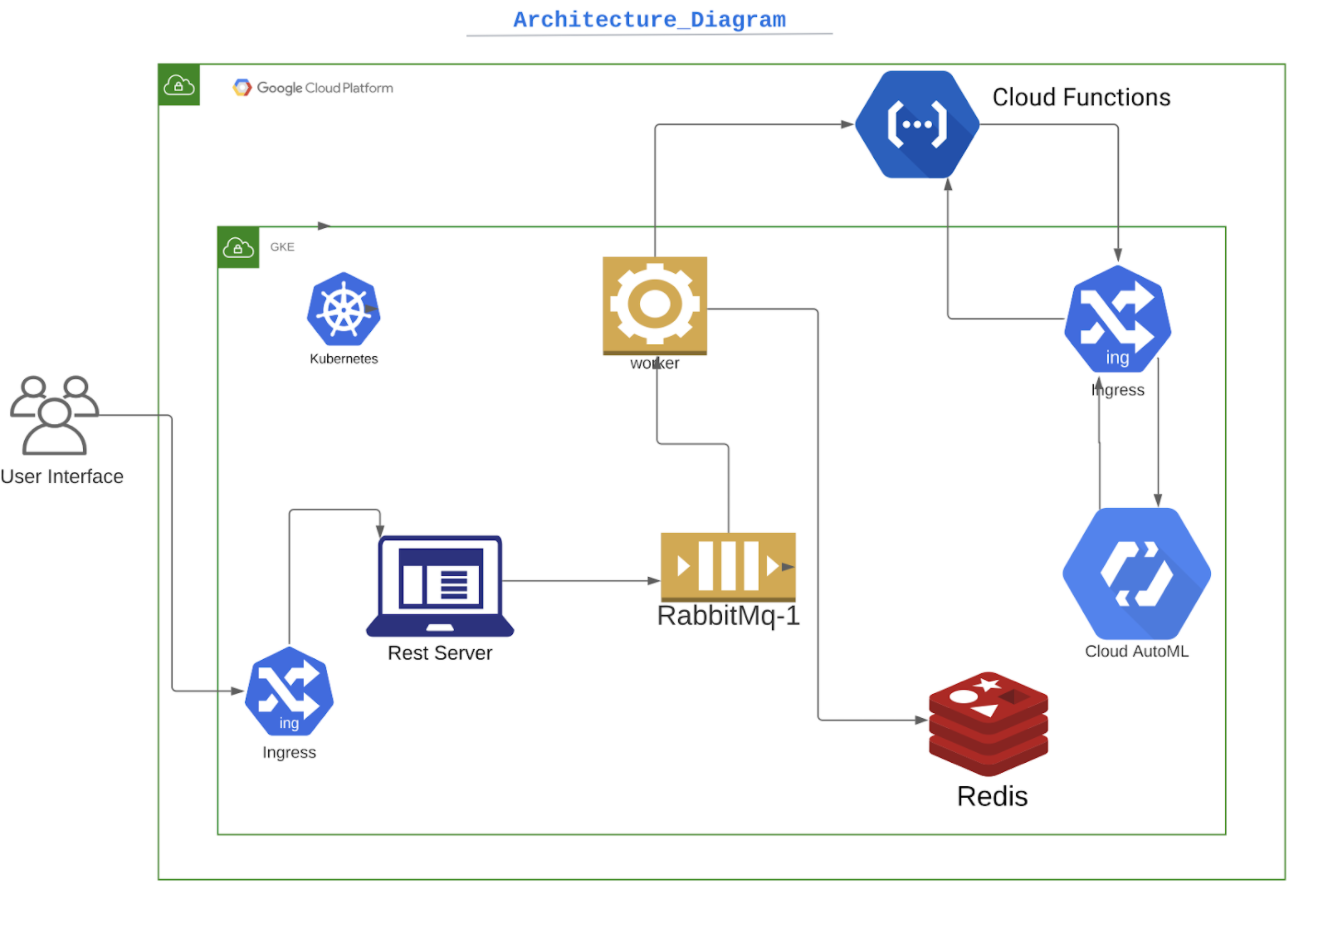 Architecture_Diagram
Google Cloud Platform
Cloud Functions
GKE
Kubernetes
worker
ing
Ingress
User Interface
RabbitMq-1
Rest Server
Cloud AutoML
ing
Ingress
Redis